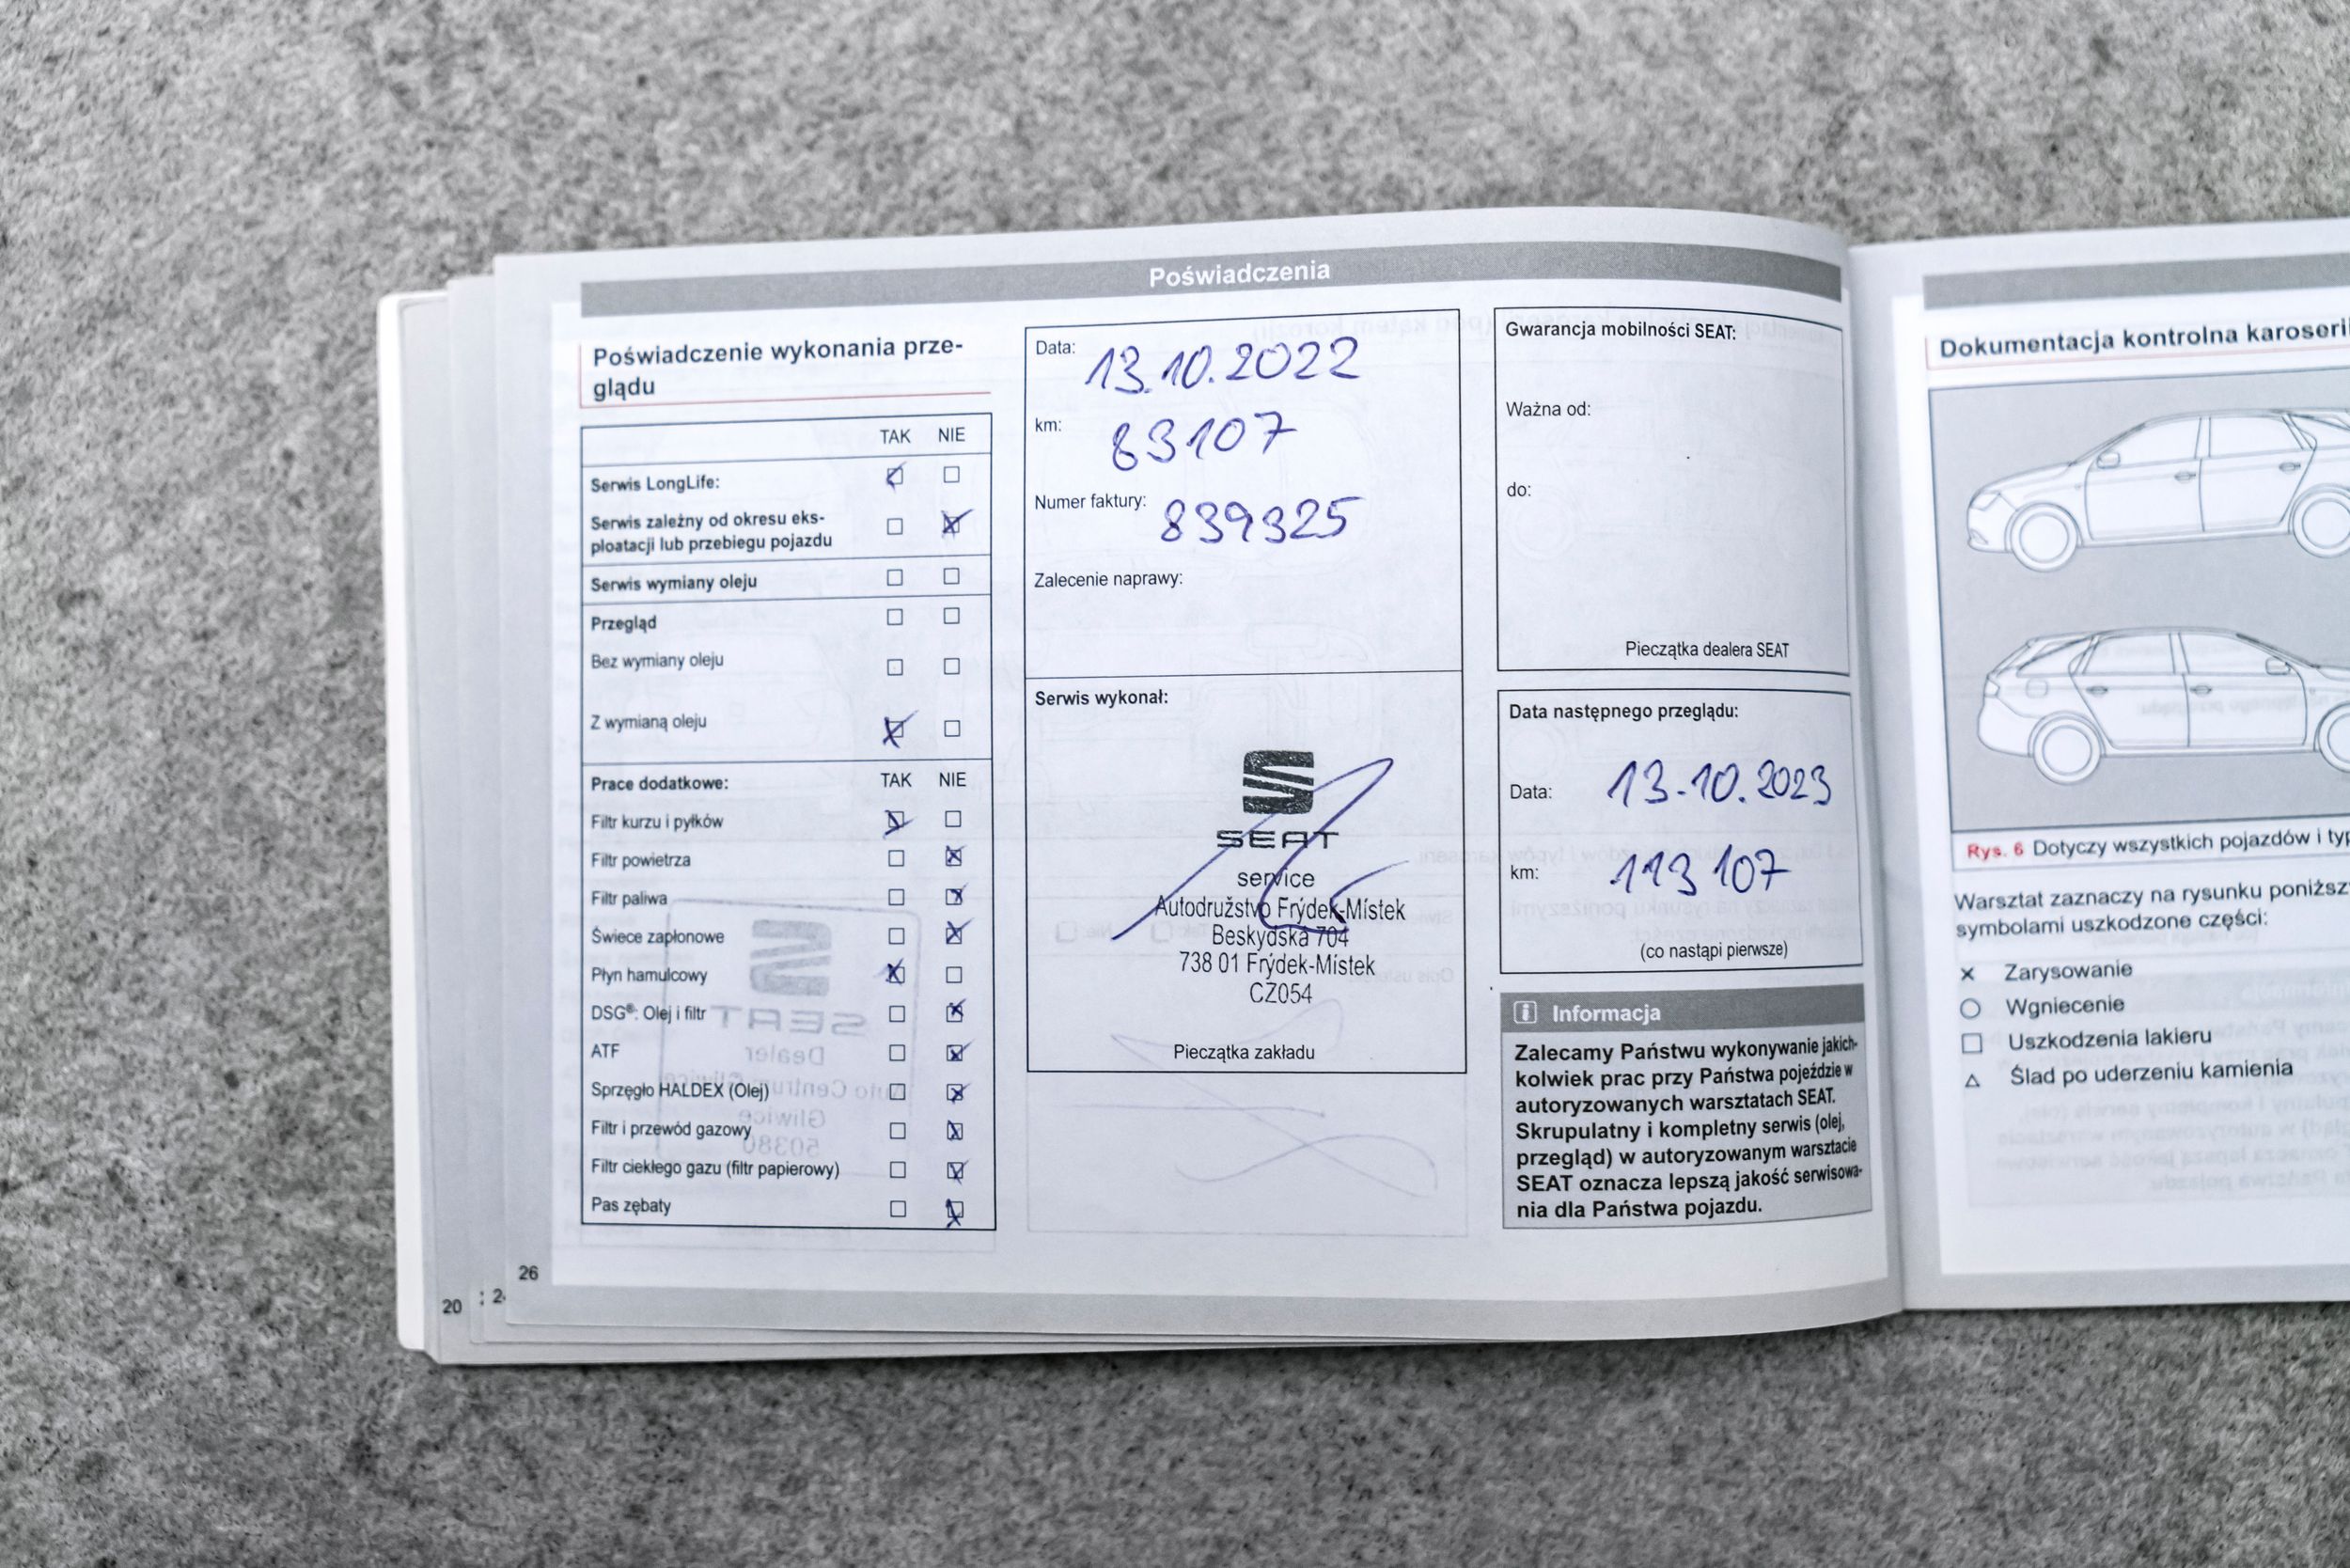 Poświadczenia
Poświadczenie wykonania prze-
glądu
TAK NIE
Serwis LongLife:
Serwis zależny od okresu eks-
ploatacji lub przebiegu pojazdu
Serwis wymiany oleju
Przegląd
Bez wymiany oleju
Z wymianą oleju
Prace dodatkowe: TAK NIE
Filtr kurzu i pyłków
Filtr powietrza
Filtr paliwa
Świece zapłonowe
Płyn hamulcowy
DSG®: Olej i filtr
ATF
Sprzęgło HALDEX (Olej)
Filtr i przewód gazowy
Filtr ciekłego gazu (filtr papierowy)
Pas zębaty
26
20
Data: 13.10.2022
km: 83107
Numer faktury: 839325
Zalecenie naprawy:
Serwis wykonał:
SEAT
service
Autodružstvo Frýdek-Místek
Beskydská 704
738 01 Frýdek-Místek
CZ054
Pieczątka zakładu
Gwarancja mobilności SEAT:
Ważna od:
do:
Pieczątka dealera SEAT
Data następnego przeglądu:
Data: 13.10.2023
km: 113 107
(co nastąpi pierwsze)
i Informacja
Zalecamy Państwu wykonywanie jakich-
kolwiek prac przy Państwa pojeździe w
autoryzowanych warsztatach SEAT.
Skrupulatny i kompletny serwis (olej,
przegląd) w autoryzowanym warsztacie
SEAT oznacza lepszą jakość serwisowa-
nia dla Państwa pojazdu.
Dokumentacja kontrolna karoseri
Rys. 6 Dotyczy wszystkich pojazdów i typ
Warsztat zaznaczy na rysunku poniższ
symbolami uszkodzone części:
Zarysowanie
Wgniecenie
Uszkodzenia lakieru
Ślad po uderzeniu kamienia